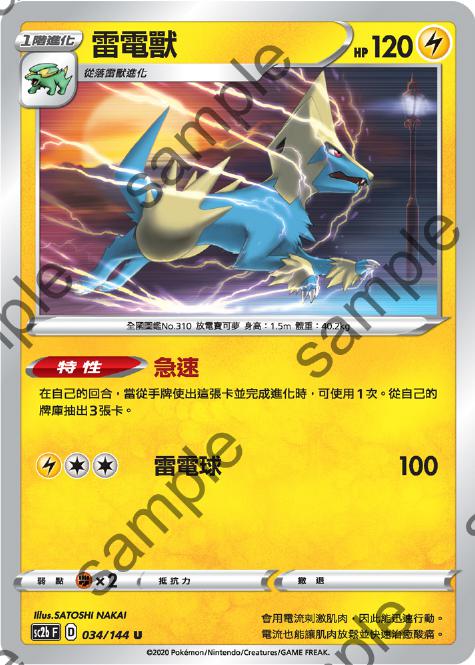 1階進化
雷電獸
HP 120
從落雷獸進化
全國圖鑑No.310 放電寶可夢 身高：1.5m 體重：40.2kg
特性 急速
在自己的回合，當從手牌使出這張卡並完成進化時，可使用1次。從自己的
牌庫抽出3張卡。
雷電球 100
弱點 ×2 抵抗力 撤退
Illus.SATOSHI NAKAI
sc2b F D 034/144 U
會用電流刺激肌肉，因此能迅速行動。
電流也能讓肌肉放鬆並快速治癒酸痛。
©2020 Pokémon/Nintendo/Creatures/GAME FREAK.
sample
sample
sample
sample
sample
sample